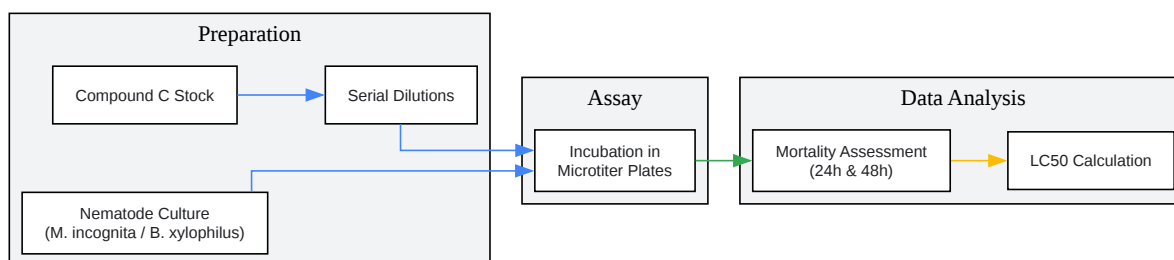 Preparation
Compound C Stock
Serial Dilutions
Nematode Culture
(M. incognita / B. xylophilus)
Assay
Incubation in
Microtiter Plates
Data Analysis
Mortality Assessment
(24h & 48h)
LC50 Calculation